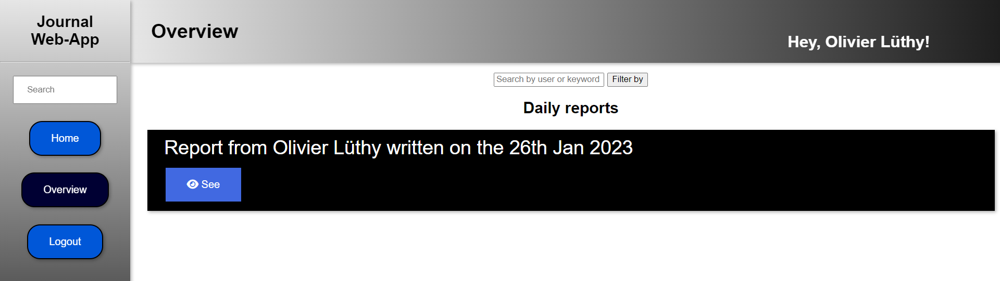 Journal
Web-App
Search
Home
Overview
Logout
Overview
Hey, Olivier Lüthy!
Search by user or keyword Filter by
Daily reports
Report from Olivier Lüthy written on the 26th Jan 2023
See